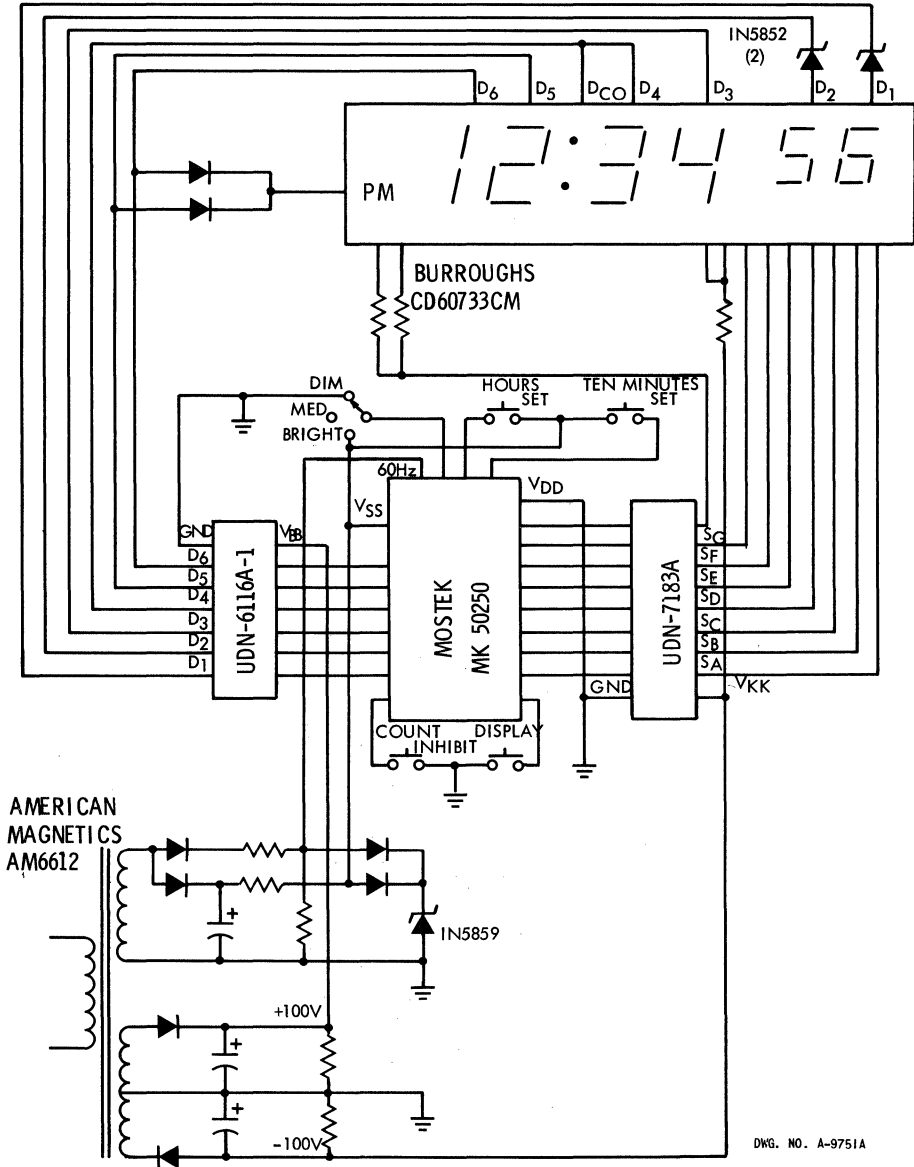 IN5852
(2)
D6 D5 DCO D4 D3 D2 D1
12:34 56
PM
BURROUGHS
CD60733CM
DIM
MED
BRIGHT
HOURS
SET
TEN MINUTES
SET
60Hz
VSS
VDD
GND
VBB
D6
D5
D4
D3
D2
D1
UDN-6116A-1
MOSTEK
MK 50250
UDN-7183A
SG
SF
SE
SD
SC
SB
SA
GND
VKK
COUNT
INHIBIT
DISPLAY
AMERICAN
MAGNETICS
AM6612
+
IN5859
+100V
+
+
-100V
DWG. NO. A-9751A